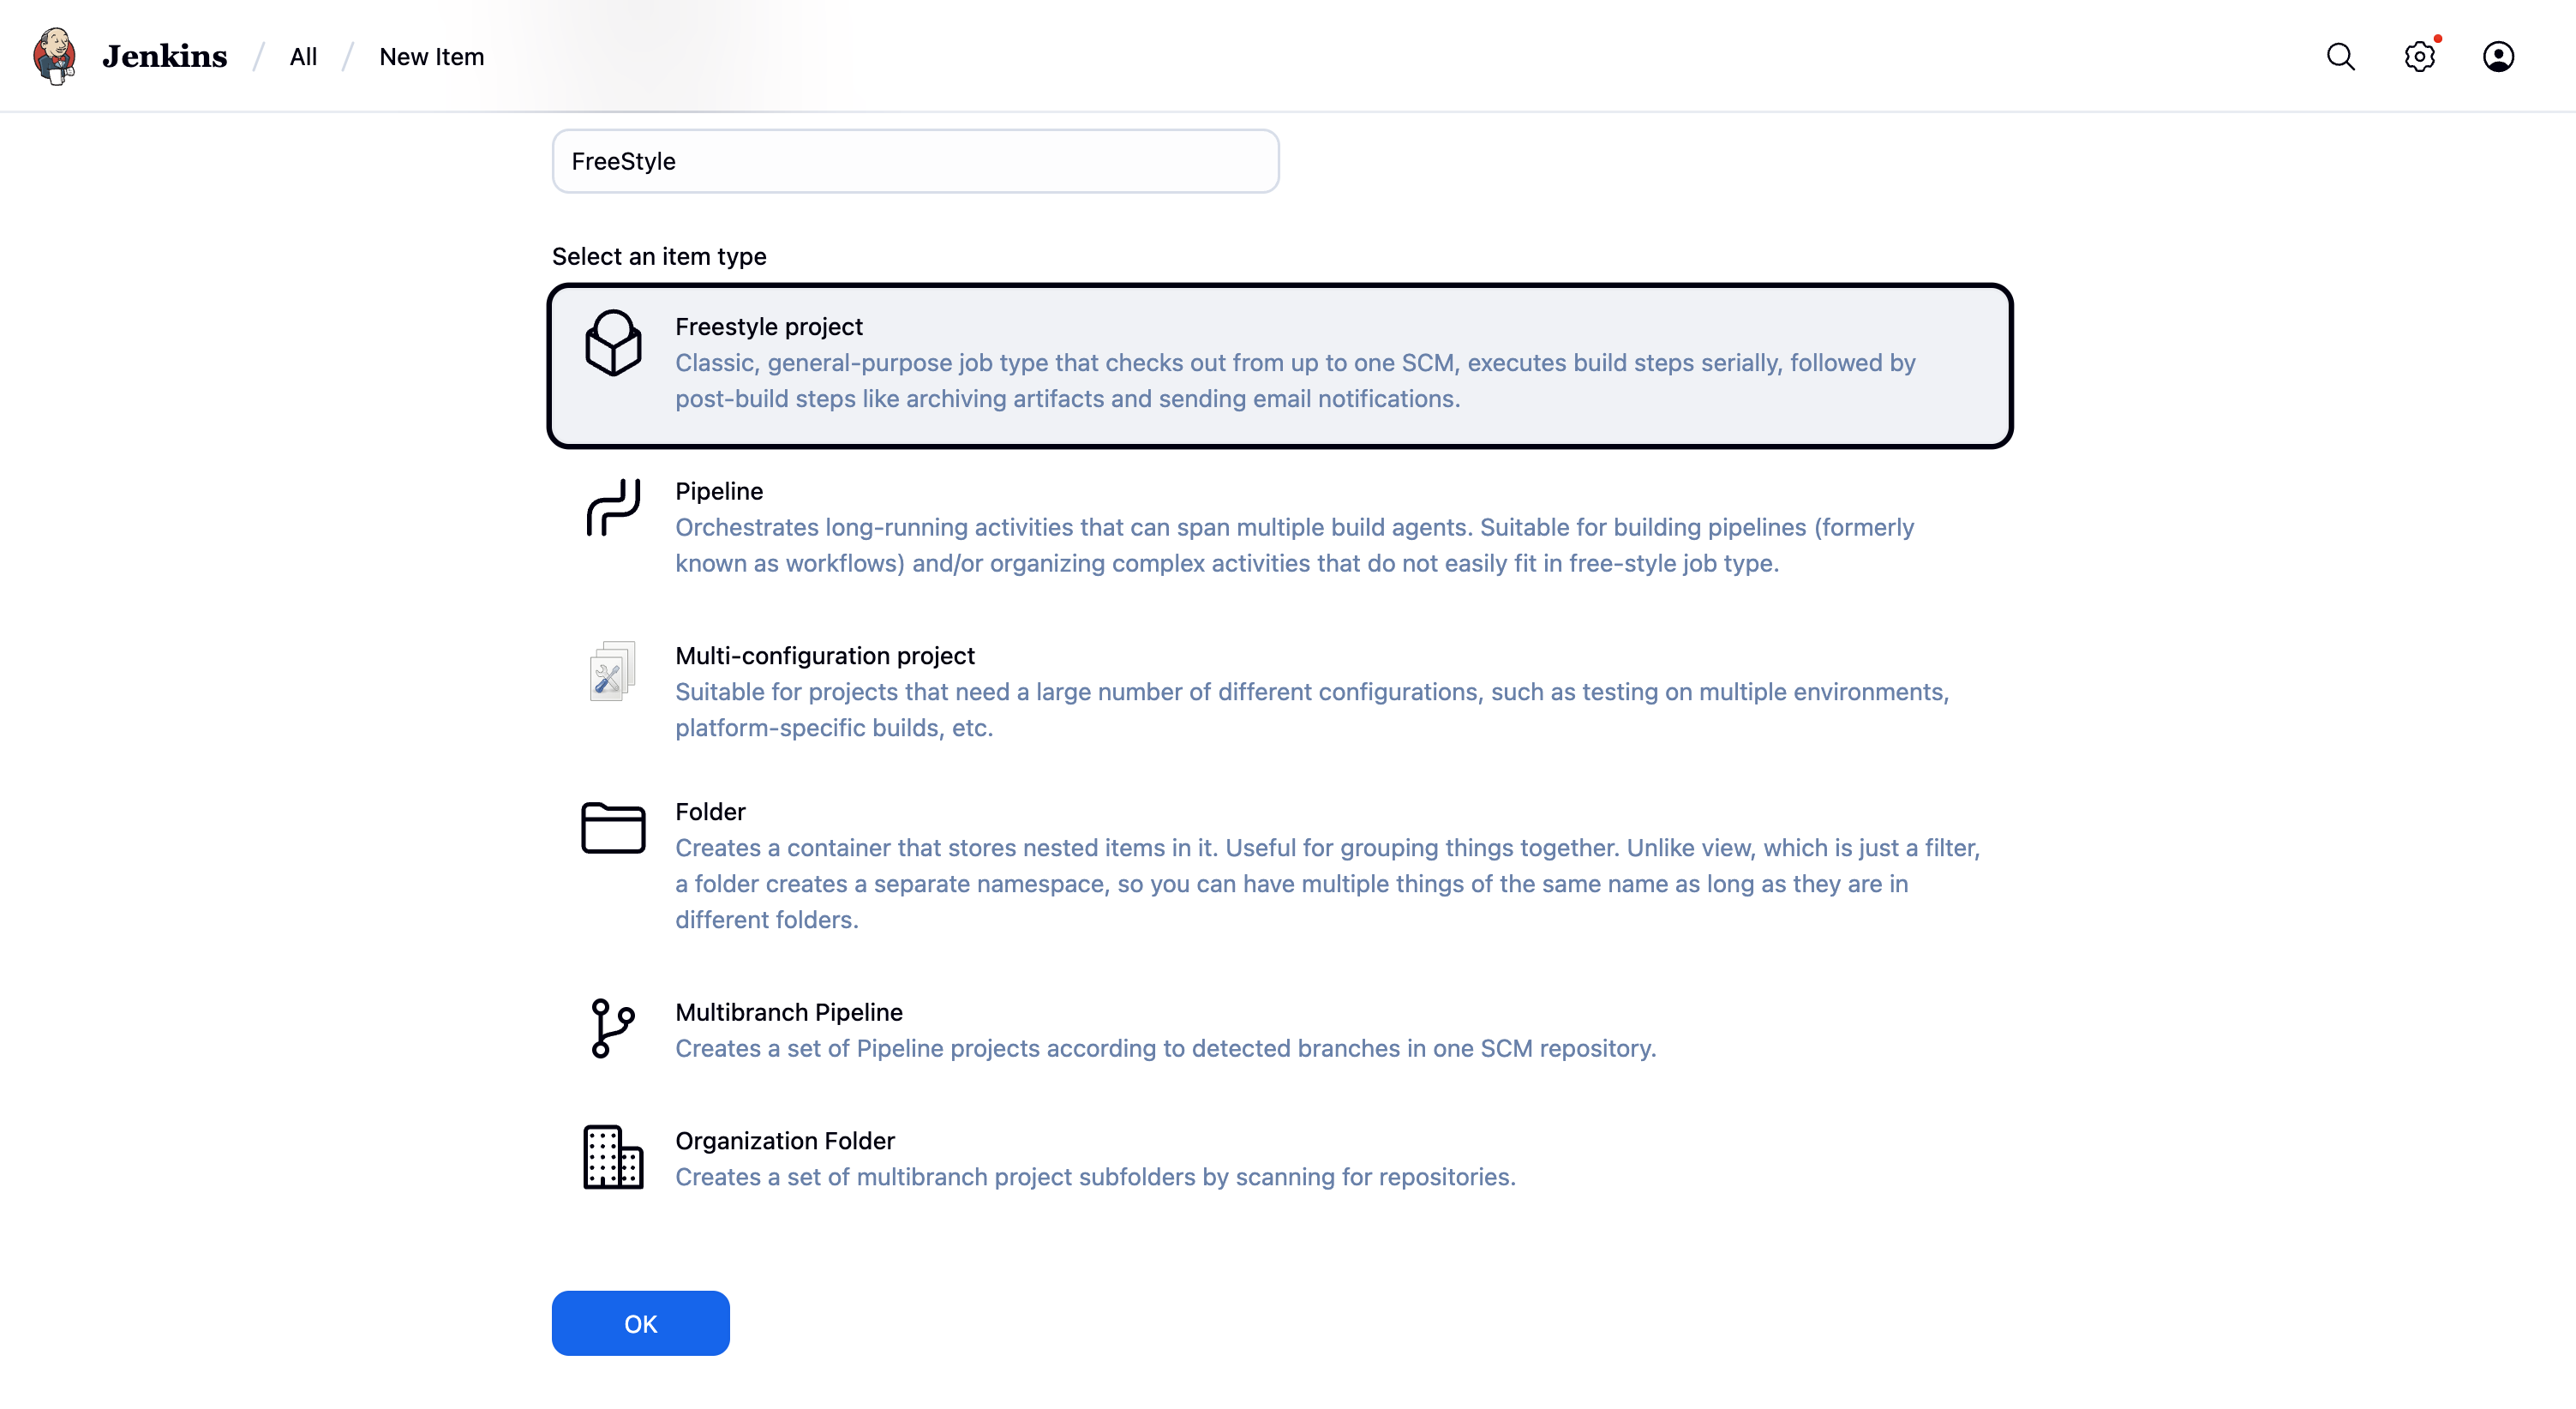 Jenkins / All / New Item
FreeStyle
Select an item type
Freestyle project
Classic, general-purpose job type that checks out from up to one SCM, executes build steps serially, followed by
post-build steps like archiving artifacts and sending email notifications.
Pipeline
Orchestrates long-running activities that can span multiple build agents. Suitable for building pipelines (formerly
known as workflows) and/or organizing complex activities that do not easily fit in free-style job type.
Multi-configuration project
Suitable for projects that need a large number of different configurations, such as testing on multiple environments,
platform-specific builds, etc.
Folder
Creates a container that stores nested items in it. Useful for grouping things together. Unlike view, which is just a filter,
a folder creates a separate namespace, so you can have multiple things of the same name as long as they are in
different folders.
Multibranch Pipeline
Creates a set of Pipeline projects according to detected branches in one SCM repository.
Organization Folder
Creates a set of multibranch project subfolders by scanning for repositories.
OK